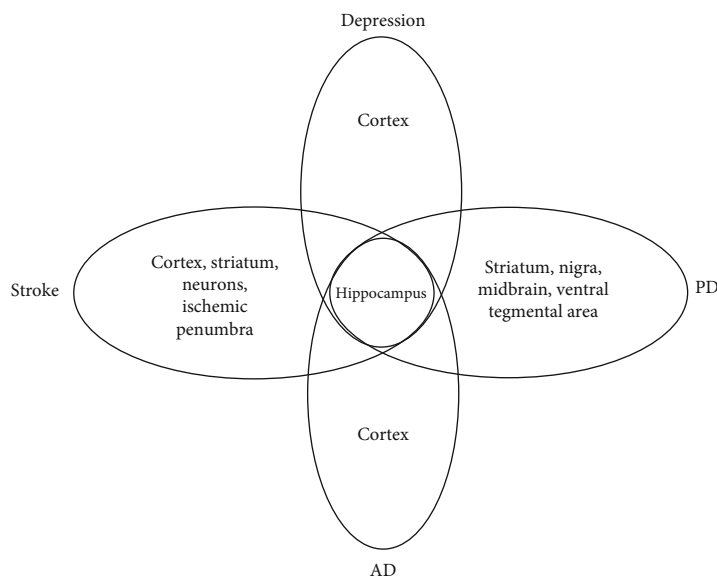 Depression
Cortex
Stroke
Cortex, striatum,
neurons,
ischemic
penumbra
Hippocampus
Striatum, nigra,
midbrain, ventral
tegmental area
PD
Cortex
AD